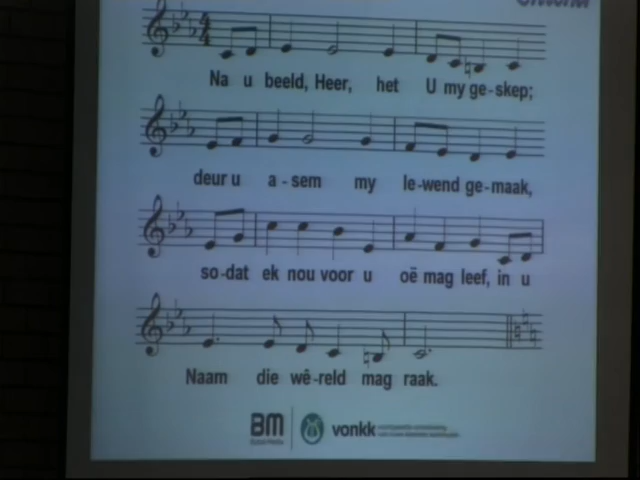 Na u beeld, Heer, het U my ge-skep;
deur u a-sem my le-wend ge-maak,
so-dat ek nou voor u oë mag leef, in u
Naam die wê-reld mag raak.
BM
vonkk